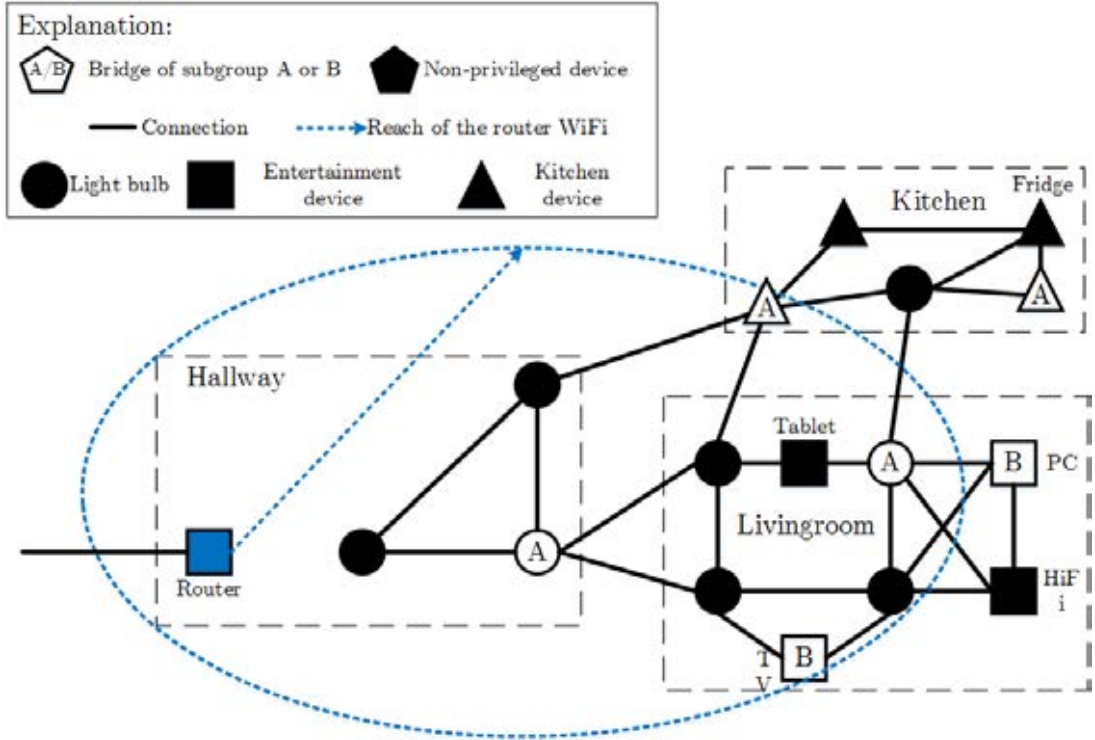 Explanation:
A/B Bridge of subgroup A or B Non-privileged device
Connection Reach of the router WiFi
Light bulb Entertainment device Kitchen device
Kitchen
Fridge
A
A
Hallway
A
Router
Tablet
A
B
PC
Livingroom
HiF
i
T
V
B